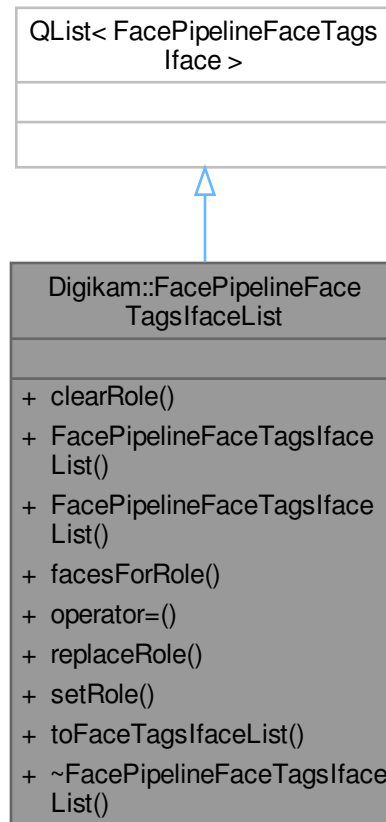 QList< FacePipelineFaceTags
Iface >
Digikam::FacePipelineFace
TagsIfaceList
+ clearRole()
+ FacePipelineFaceTagsIface
List()
+ FacePipelineFaceTagsIface
List()
+ facesForRole()
+ operator=()
+ replaceRole()
+ setRole()
+ toFaceTagsIfaceList()
+ ~FacePipelineFaceTagsIface
List()